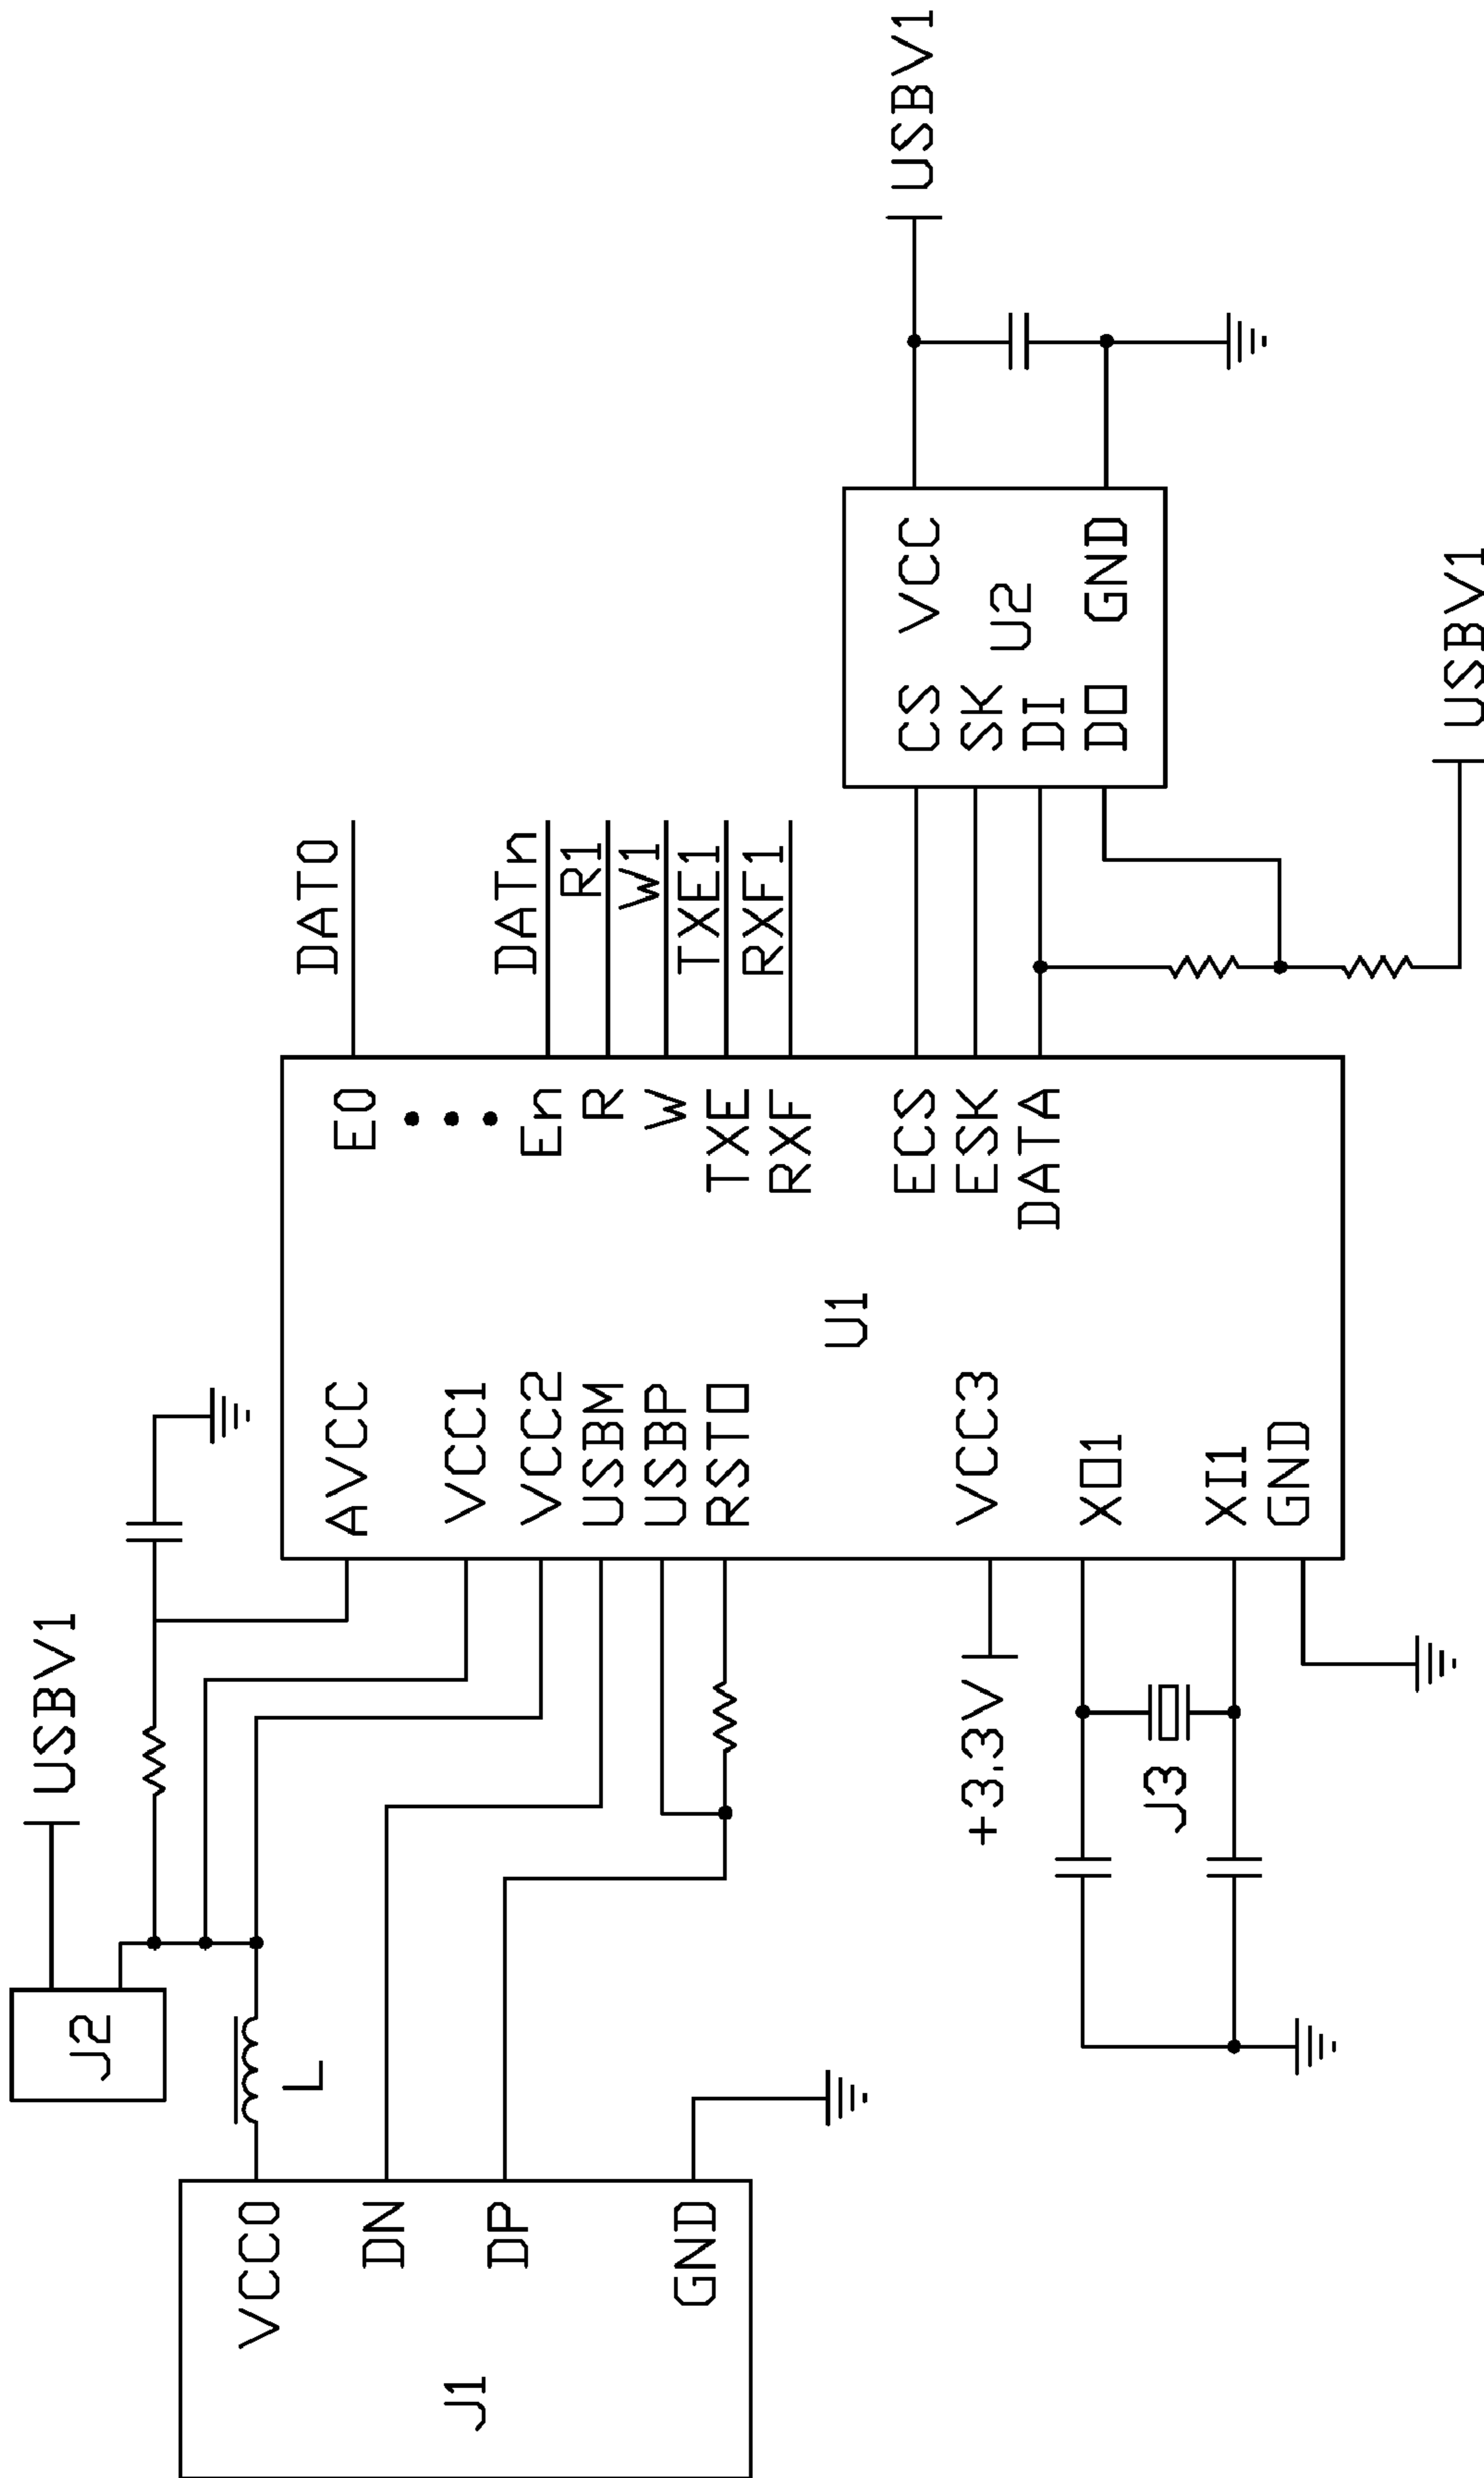 USBV1
J2
L
J1
VCC0
DN
DP
GND
AVCC
VCC1
VCC2
USBM
USBP
RSTO
+3.3V
VCC3
J3
XO1
XI1
GND
U1
E0
En
R
W
TXE
RXF
ECS
ESK
DATA
DAT0
DATn
R1
W1
TXE1
RXF1
CS
SK
DI
DO
VCC
U2
GND
USBV1
USBV1